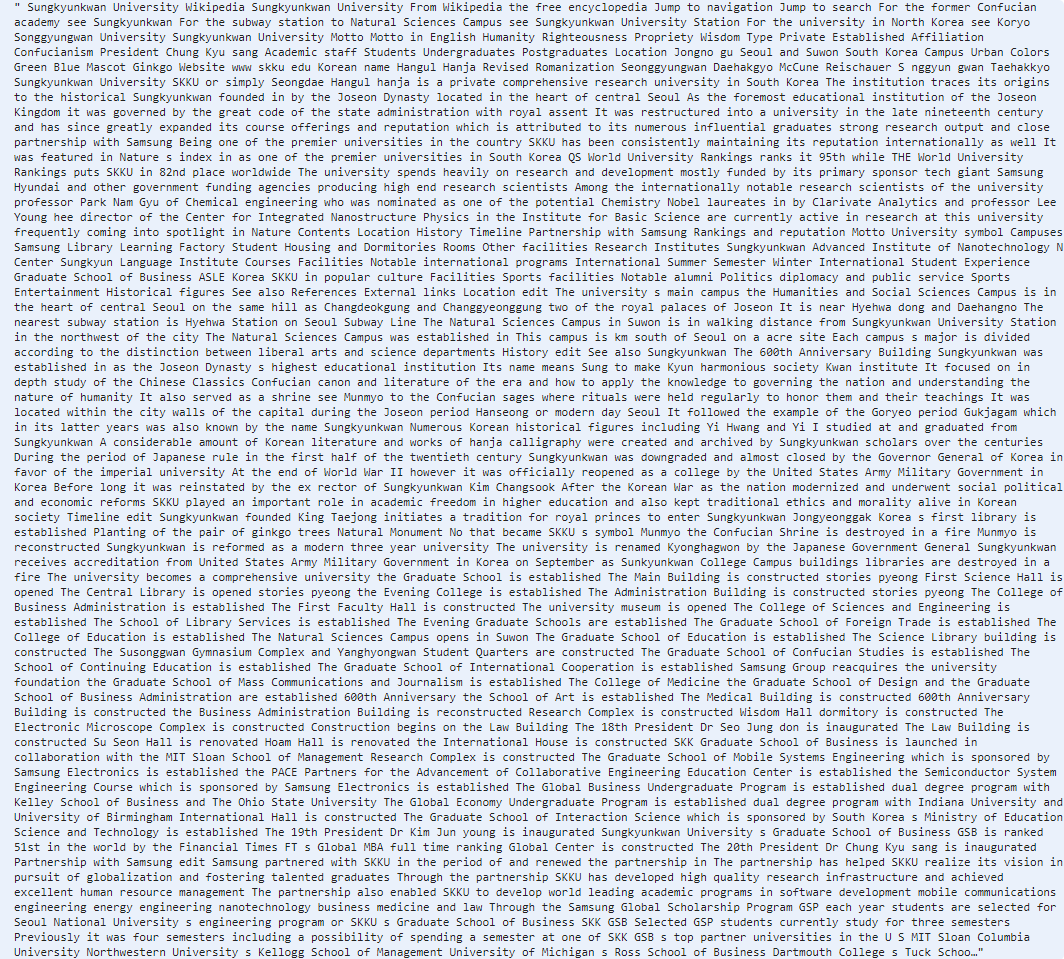 " Sungkyunkwan University Wikipedia Sungkyunkwan University From Wikipedia the free encyclopedia Jump to navigation Jump to search For the former Confucian
academy see Sungkyunkwan For the subway station to Natural Sciences Campus see Sungkyunkwan University Station For the university in North Korea see Koryo
Songgyungwan University Sungkyunkwan University Motto Motto in English Humanity Righteousness Propriety Wisdom Type Private Established Affiliation
Confucianism President Chung Kyu sang Academic staff Students Undergraduates Postgraduates Location Jongno gu Seoul and Suwon South Korea Campus Urban Colors
Green Blue Mascot Ginkgo Website www skku edu Korean name Hangul Hanja Revised Romanization Seonggyungwan Daehakgyo McCune Reischauer S nggyun gwan Taehakkyo
Sungkyunkwan University SKKU or simply Seongdae Hangul hanja is a private comprehensive research university in South Korea The institution traces its origins
to the historical Sungkyunkwan founded in by the Joseon Dynasty located in the heart of central Seoul As the foremost educational institution of the Joseon
Kingdom it was governed by the great code of the state administration with royal assent It was restructured into a university in the late nineteenth century
and has since greatly expanded its course offerings and reputation which is attributed to its numerous influential graduates strong research output and close
partnership with Samsung Being one of the premier universities in the country SKKU has been consistently maintaining its reputation internationally as well It
was featured in Nature s index in as one of the premier universities in South Korea QS World University Rankings ranks it 95th while THE World University
Rankings puts SKKU in 82nd place worldwide The university spends heavily on research and development mostly funded by its primary sponsor tech giant Samsung
Hyundai and other government funding agencies producing high end research scientists Among the internationally notable research scientists of the university
professor Park Nam Gyu of Chemical engineering who was nominated as one of the potential Chemistry Nobel laureates in by Clarivate Analytics and professor Lee
Young hee director of the Center for Integrated Nanostructure Physics in the Institute for Basic Science are currently active in research at this university
frequently coming into spotlight in Nature Contents Location History Timeline Partnership with Samsung Rankings and reputation Motto University symbol Campuses
Samsung Library Learning Factory Student Housing and Dormitories Rooms Other facilities Research Institutes Sungkyunkwan Advanced Institute of Nanotechnology N
Center Sungkyun Language Institute Courses Facilities Notable international programs International Summer Semester Winter International Student Experience
Graduate School of Business ASLE Korea SKKU in popular culture Facilities Sports facilities Notable alumni Politics diplomacy and public service Sports
Entertainment Historical figures See also References External links Location edit The university s main campus the Humanities and Social Sciences Campus is in
the heart of central Seoul on the same hill as Changdeokgung and Changgyeonggung two of the royal palaces of Joseon It is near Hyehwa dong and Daehangno The
nearest subway station is Hyehwa Station on Seoul Subway Line The Natural Sciences Campus in Suwon is in walking distance from Sungkyunkwan University Station
in the northwest of the city The Natural Sciences Campus was established in This campus is km south of Seoul on a acre site Each campus s major is divided
according to the distinction between liberal arts and science departments History edit See also Sungkyunkwan The 600th Anniversary Building Sungkyunkwan was
established in as the Joseon Dynasty s highest educational institution Its name means Sung to make Kyun harmonious society Kwan institute It focused on in
depth study of the Chinese Classics Confucian canon and literature of the era and how to apply the knowledge to governing the nation and understanding the
nature of humanity It also served as a shrine see Munmyo to the Confucian sages where rituals were held regularly to honor them and their teachings It was
located within the city walls of the capital during the Joseon period Hanseong or modern day Seoul It followed the example of the Goryeo period Gukjagam which
in its latter years was also known by the name Sungkyunkwan Numerous Korean historical figures including Yi Hwang and Yi I studied at and graduated from
Sungkyunkwan A considerable amount of Korean literature and works of hanja calligraphy were created and archived by Sungkyunkwan scholars over the centuries
During the period of Japanese rule in the first half of the twentieth century Sungkyunkwan was downgraded and almost closed by the Governor General of Korea in
favor of the imperial university At the end of World War II however it was officially reopened as a college by the United States Army Military Government in
Korea Before long it was reinstated by the ex rector of Sungkyunkwan Kim Changsook After the Korean War as the nation modernized and underwent social political
and economic reforms SKKU played an important role in academic freedom in higher education and also kept traditional ethics and morality alive in Korean
society Timeline edit Sungkyunkwan founded King Taejong initiates a tradition for royal princes to enter Sungkyunkwan Jongyeonggak Korea s first library is
established Planting of the pair of ginkgo trees Natural Monument No that became SKKU s symbol Munmyo the Confucian Shrine is destroyed in a fire Munmyo is
reconstructed Sungkyunkwan is reformed as a modern three year university The university is renamed Kyonghagwon by the Japanese Government General Sungkyunkwan
receives accreditation from United States Army Military Government in Korea on September as Sunkyunkwan College Campus buildings libraries are destroyed in a
fire The university becomes a comprehensive university the Graduate School is established The Main Building is constructed stories pyeong First Science Hall is
opened The Central Library is opened stories pyeong the Evening College is established The Administration Building is constructed stories pyeong The College of
Business Administration is established The First Faculty Hall is constructed The university museum is opened The College of Sciences and Engineering is
established The School of Library Services is established The Evening Graduate Schools are established The Graduate School of Foreign Trade is established The
College of Education is established The Natural Sciences Campus opens in Suwon The Graduate School of Education is established The Science Library building is
constructed The Susonggwan Gymnasium Complex and Yanghyongwan Student Quarters are constructed The Graduate School of Confucian Studies is established The
School of Continuing Education is established The Graduate School of International Cooperation is established Samsung Group reacquires the university
foundation the Graduate School of Mass Communications and Journalism is established The College of Medicine the Graduate School of Design and the Graduate
School of Business Administration are established 600th Anniversary the School of Art is established The Medical Building is constructed 600th Anniversary
Building is constructed the Business Administration Building is reconstructed Research Complex is constructed Wisdom Hall dormitory is constructed The
Electronic Microscope Complex is constructed Construction begins on the Law Building The 18th President Dr Seo Jung don is inaugurated The Law Building is
constructed Su Seon Hall is renovated Hoam Hall is renovated the International House is constructed SKK Graduate School of Business is launched in
collaboration with the MIT Sloan School of Management Research Complex is constructed The Graduate School of Mobile Systems Engineering which is sponsored by
Samsung Electronics is established the PACE Partners for the Advancement of Collaborative Engineering Education Center is established the Semiconductor System
Engineering Course which is sponsored by Samsung Electronics is established The Global Business Undergraduate Program is established dual degree program with
Kelley School of Business and The Ohio State University The Global Economy Undergraduate Program is established dual degree program with Indiana University and
University of Birmingham International Hall is constructed The Graduate School of Interaction Science which is sponsored by South Korea s Ministry of Education
Science and Technology is established The 19th President Dr Kim Jun young is inaugurated Sungkyunkwan University s Graduate School of Business GSB is ranked
51st in the world by the Financial Times FT s Global MBA full time ranking Global Center is constructed The 20th President Dr Chung Kyu sang is inaugurated
Partnership with Samsung edit Samsung partnered with SKKU in the period of and renewed the partnership in The partnership has helped SKKU realize its vision in
pursuit of globalization and fostering talented graduates Through the partnership SKKU has developed high quality research infrastructure and achieved
excellent human resource management The partnership also enabled SKKU to develop world leading academic programs in software development mobile communications
engineering energy engineering nanotechnology business medicine and law Through the Samsung Global Scholarship Program GSP each year students are selected for
Seoul National University s engineering program or SKKU s Graduate School of Business SKK GSB Selected GSP students currently study for three semesters
Previously it was four semesters including a possibility of spending a semester at one of SKK GSB s top partner universities in the U S MIT Sloan Columbia
University Northwestern University s Kellogg School of Management University of Michigan s Ross School of Business Dartmouth College s Tuck Schoo…"